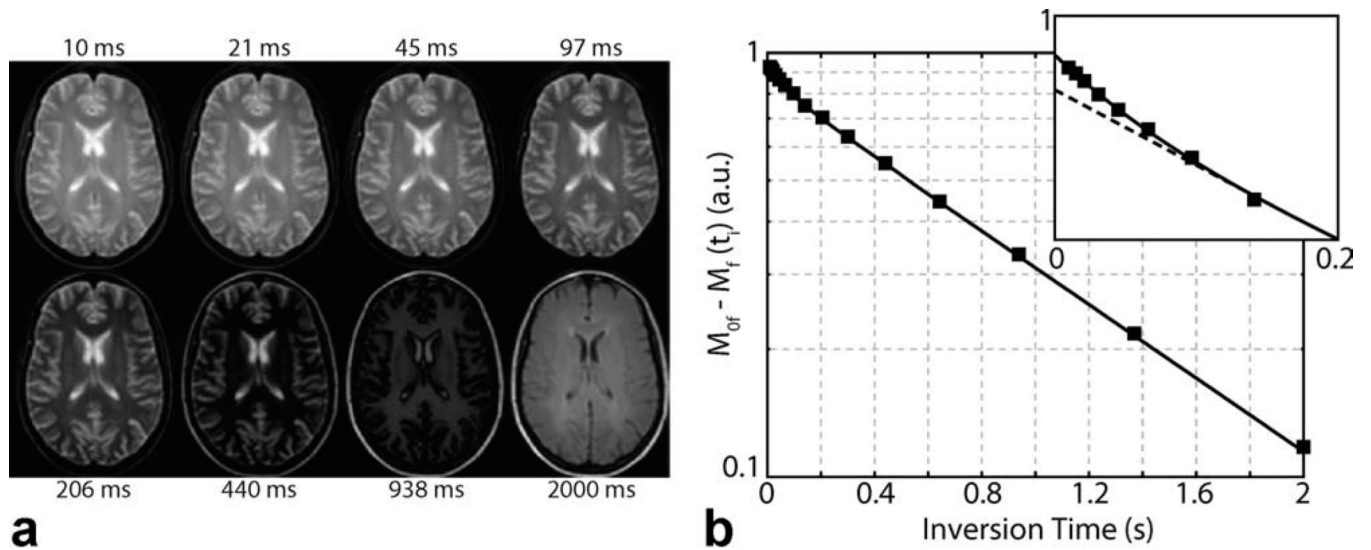 10 ms 21 ms 45 ms 97 ms
206 ms 440 ms 938 ms 2000 ms
a
1
0.1
M0f - Mf (ti) (a.u.)
0 0.4 0.8 1.2 1.6 2
Inversion Time (s)
1
0 0.2
b